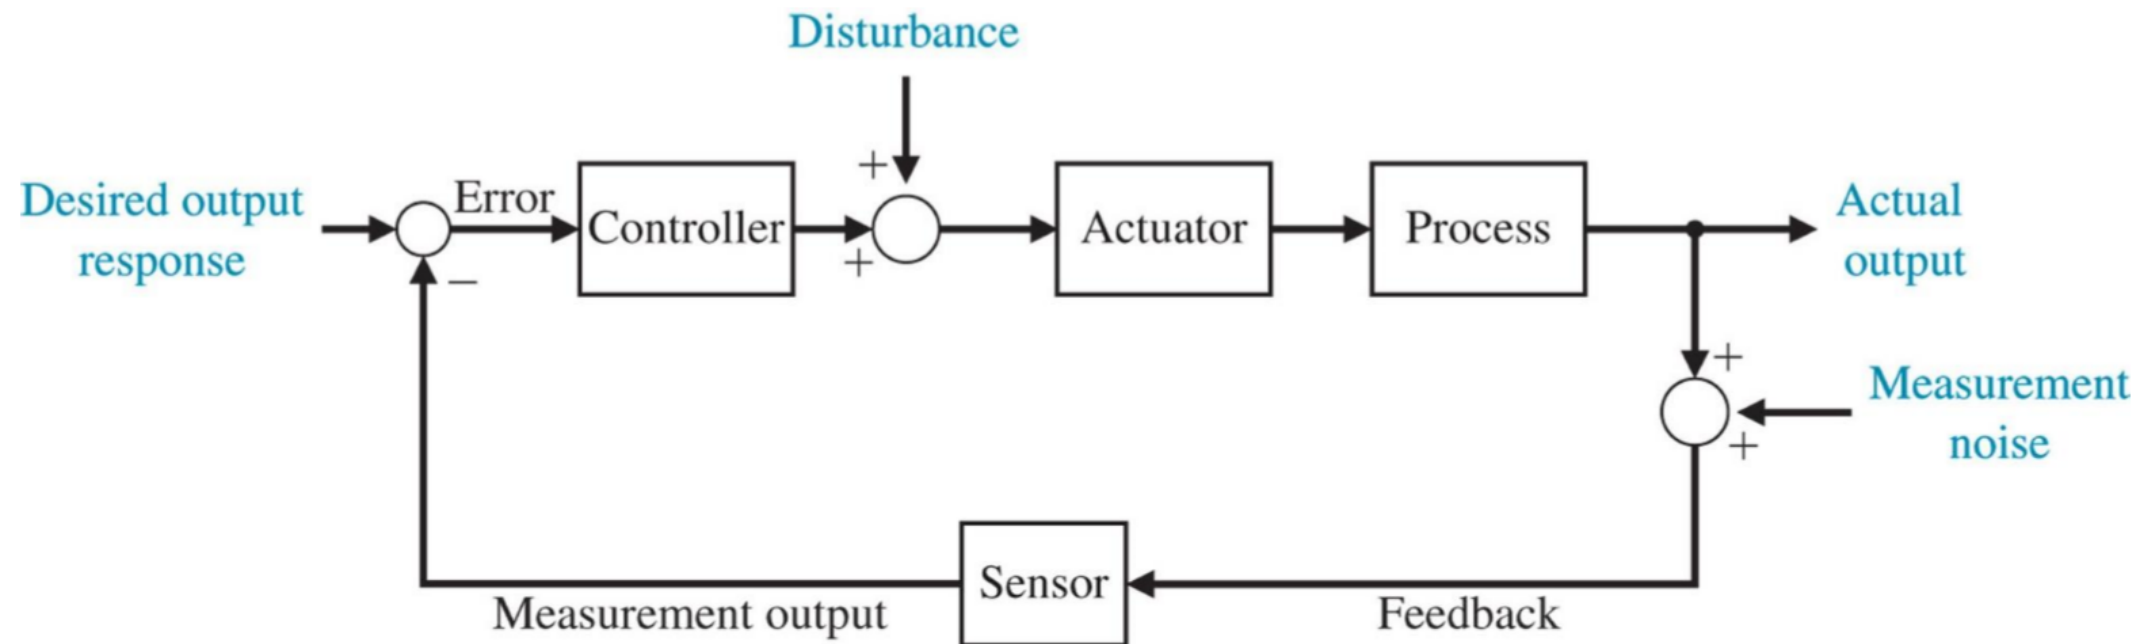 Disturbance
Desired output
response
Error
Controller
+
+
Actuator
Process
Actual
output
−
+
Measurement
noise
+
Sensor
Measurement output
Feedback